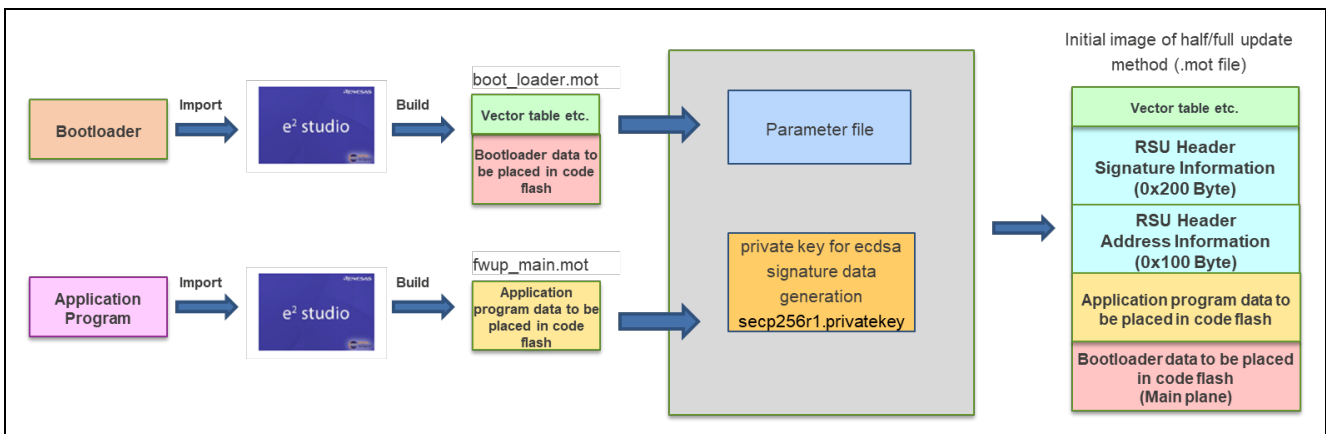 Bootloader
Import
RENESAS
e² studio
Build
boot_loader.mot
Vector table etc.
Bootloader data to
be placed in code
flash
Application
Program
Import
RENESAS
e² studio
Build
fwup_main.mot
Application
program data to be
placed in code
flash
Parameter file
private key for ecdsa
signature data
generation
secp256r1.privatekey
Initial image of half/full update
method (.mot file)
Vector table etc.
RSU Header
Signature Information
(0x200 Byte)
RSU Header
Address Information
(0x100 Byte)
Application program data to
be placed in code flash
Bootloader data to be placed
in code flash
(Main plane)